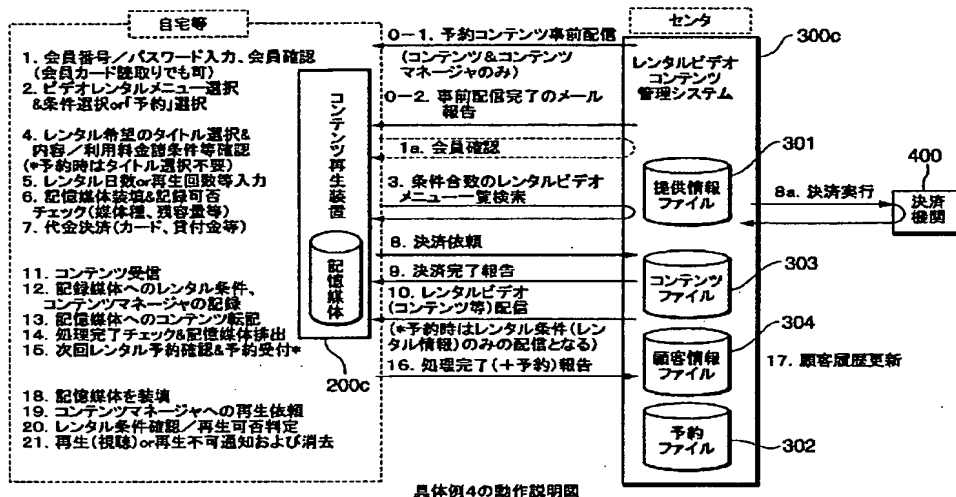 自宅等
1. 会員番号/パスワード入力、会員確認
(会員カード読取りでも可)
2. ビデオレンタルメニュー選択
&条件選択or「予約」選択
4. レンタル希望のタイトル選択&
内容/利用料金諸条件等確認
(*予約時はタイトル選択不要)
5. レンタル日数or再生回数等入力
6. 記憶媒体装填&記録可否
チェック(媒体種、残容量等)
7. 代金決済(カード、貸付金等)
11. コンテンツ受信
12. 記録媒体へのレンタル条件、
コンテンツマネージャの記録
13. 記憶媒体へのコンテンツ転記
14. 処理完了チェック&記憶媒体排出
15. 次回レンタル予約確認&予約受付*
18. 記憶媒体を装填
19. コンテンツマネージャへの再生依頼
20. レンタル条件確認/再生可否判定
21. 再生(視聴)or再生不可通知および消去
コンテンツ再生装置
記憶媒体
200c
0-1. 予約コンテンツ事前配信
(コンテンツ&コンテンツ
マネージャのみ)
0-2. 事前配信完了のメール
報告
1a. 会員確認
3. 条件合致のレンタルビデオ
メニュー一覧検索
8. 決済依頼
9. 決済完了報告
10. レンタルビデオ
(コンテンツ等)配信
(*予約時はレンタル条件(レン
タル情報)のみの配信となる)
16. 処理完了(+予約)報告
センタ
300c
レンタルビデオ
コンテンツ
管理システム
301
提供情報
ファイル
8a. 決済実行
400
決済
機関
303
コンテンツ
ファイル
304
顧客情報
ファイル
17. 顧客履歴更新
予約
ファイル
302
具体例4の動作説明図